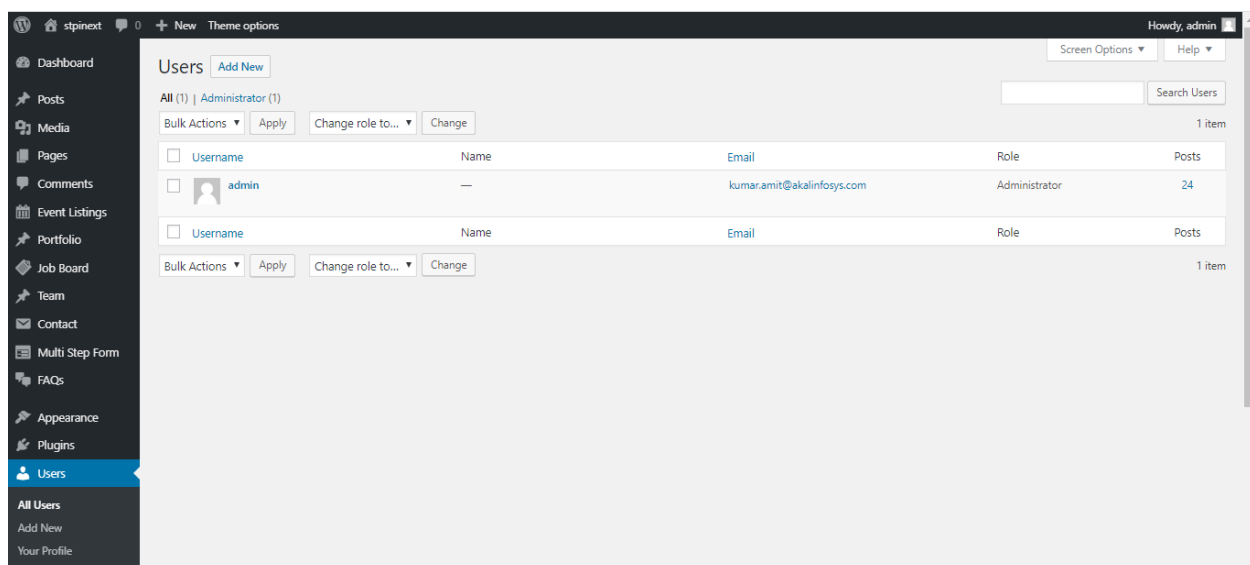 stpinext 0 + New Theme options Howdy, admin
Screen Options ▼ Help ▼
Dashboard
Posts
Media
Pages
Comments
Event Listings
Portfolio
Job Board
Team
Contact
Multi Step Form
FAQs
Appearance
Plugins
Users
All Users
Add New
Your Profile
Users Add New
All (1) | Administrator (1)
Search Users
Bulk Actions ▼ Apply Change role to... ▼ Change 1 item
Username Name Email Role Posts
admin — kumar.amit@akalinfosys.com Administrator 24
Username Name Email Role Posts
Bulk Actions ▼ Apply Change role to... ▼ Change 1 item